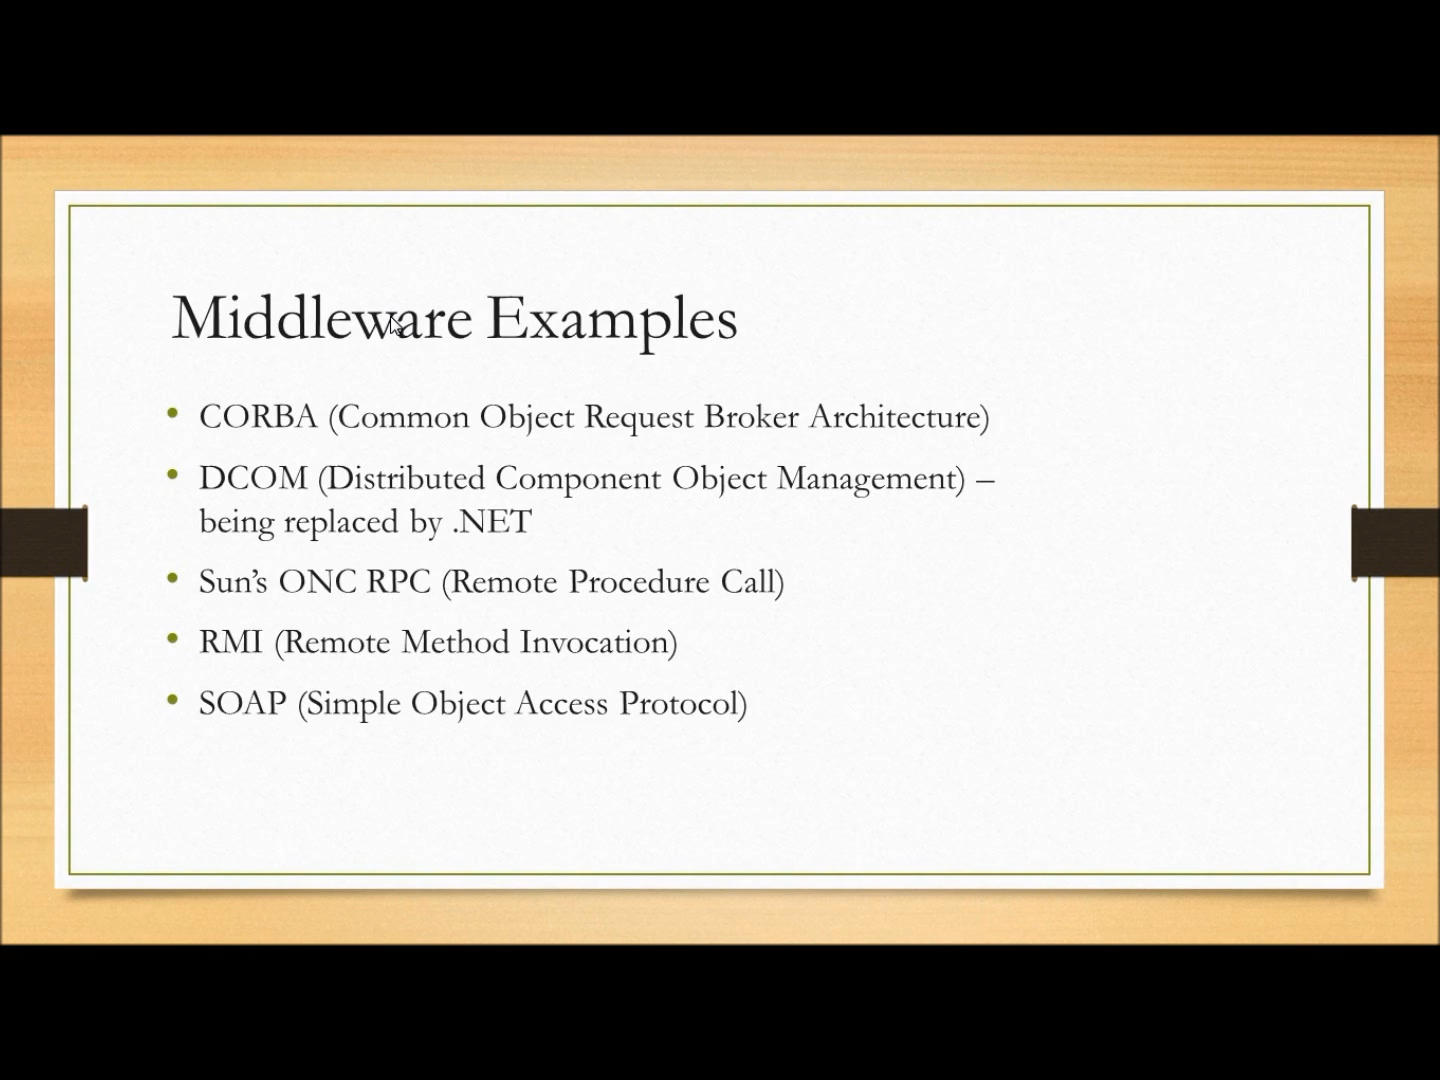 Middleware Examples
• CORBA (Common Object Request Broker Architecture)
• DCOM (Distributed Component Object Management) –
being replaced by .NET
• Sun’s ONC RPC (Remote Procedure Call)
• RMI (Remote Method Invocation)
• SOAP (Simple Object Access Protocol)